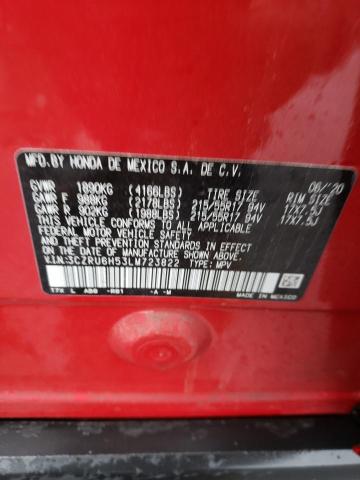 MFD.BY HONDA DE MEXICO S.A. DE C.V. 06/20
GVWR 1890KG (4166LBS) TIRE SIZE RIM SIZE
GAWR F 988KG (2178LBS) 215/55R17 94V 17X7.5J
GAWR R 902KG (1988LBS) 215/55R17 94V 17X7.5J
THIS VEHICLE CONFORMS TO ALL APPLICABLE
FEDERAL MOTOR VEHICLE SAFETY
STANDARDS IN EFFECT ON THE DATE OF
MANUFACTURE SHOWN ABOVE.
VIN:3CZRU6H53LM723822 TYPE: MPV
T7X L AB0 -R81 -A -M MADE IN MEXICO